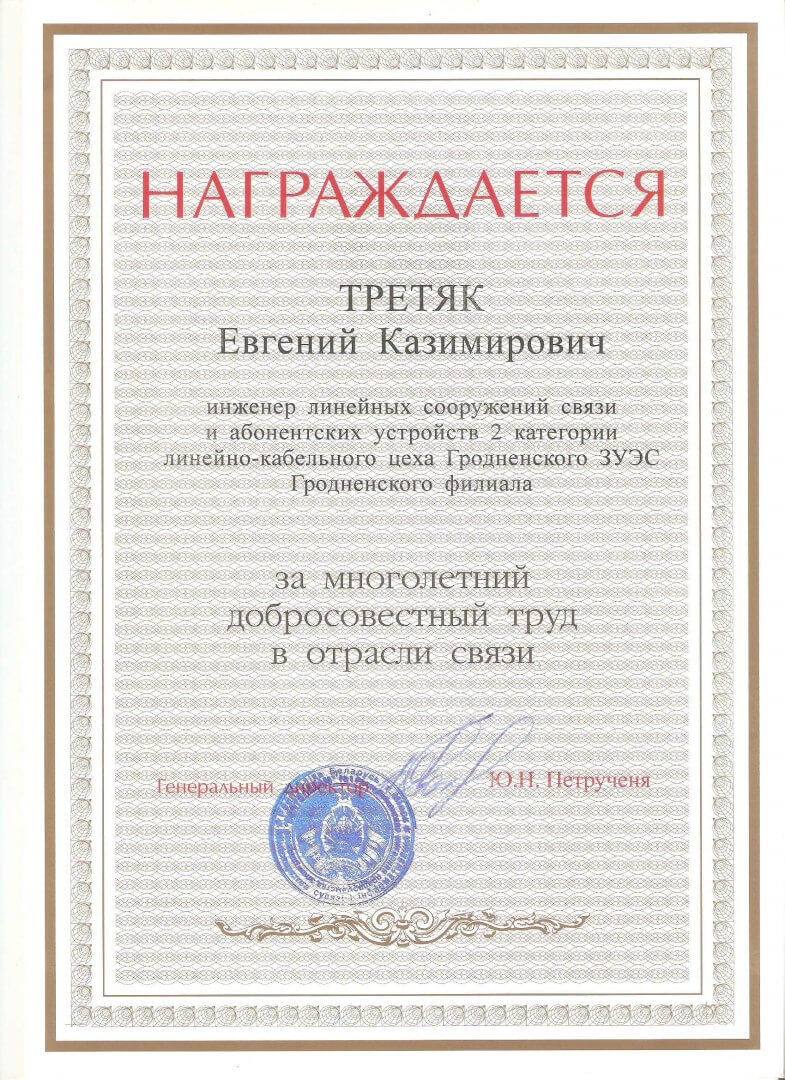 НАГРАЖДАЕТСЯ
ТРЕТЯК
Евгений Казимирович
инженер линейных сооружений связи
и абонентских устройств 2 категории
линейно-кабельного цеха Гродненского ЗУЭС
Гродненского филиала
за многолетний
добросовестный труд
в отрасли связи
Генеральный директор Ю.Н. Петрученя
Беларусь